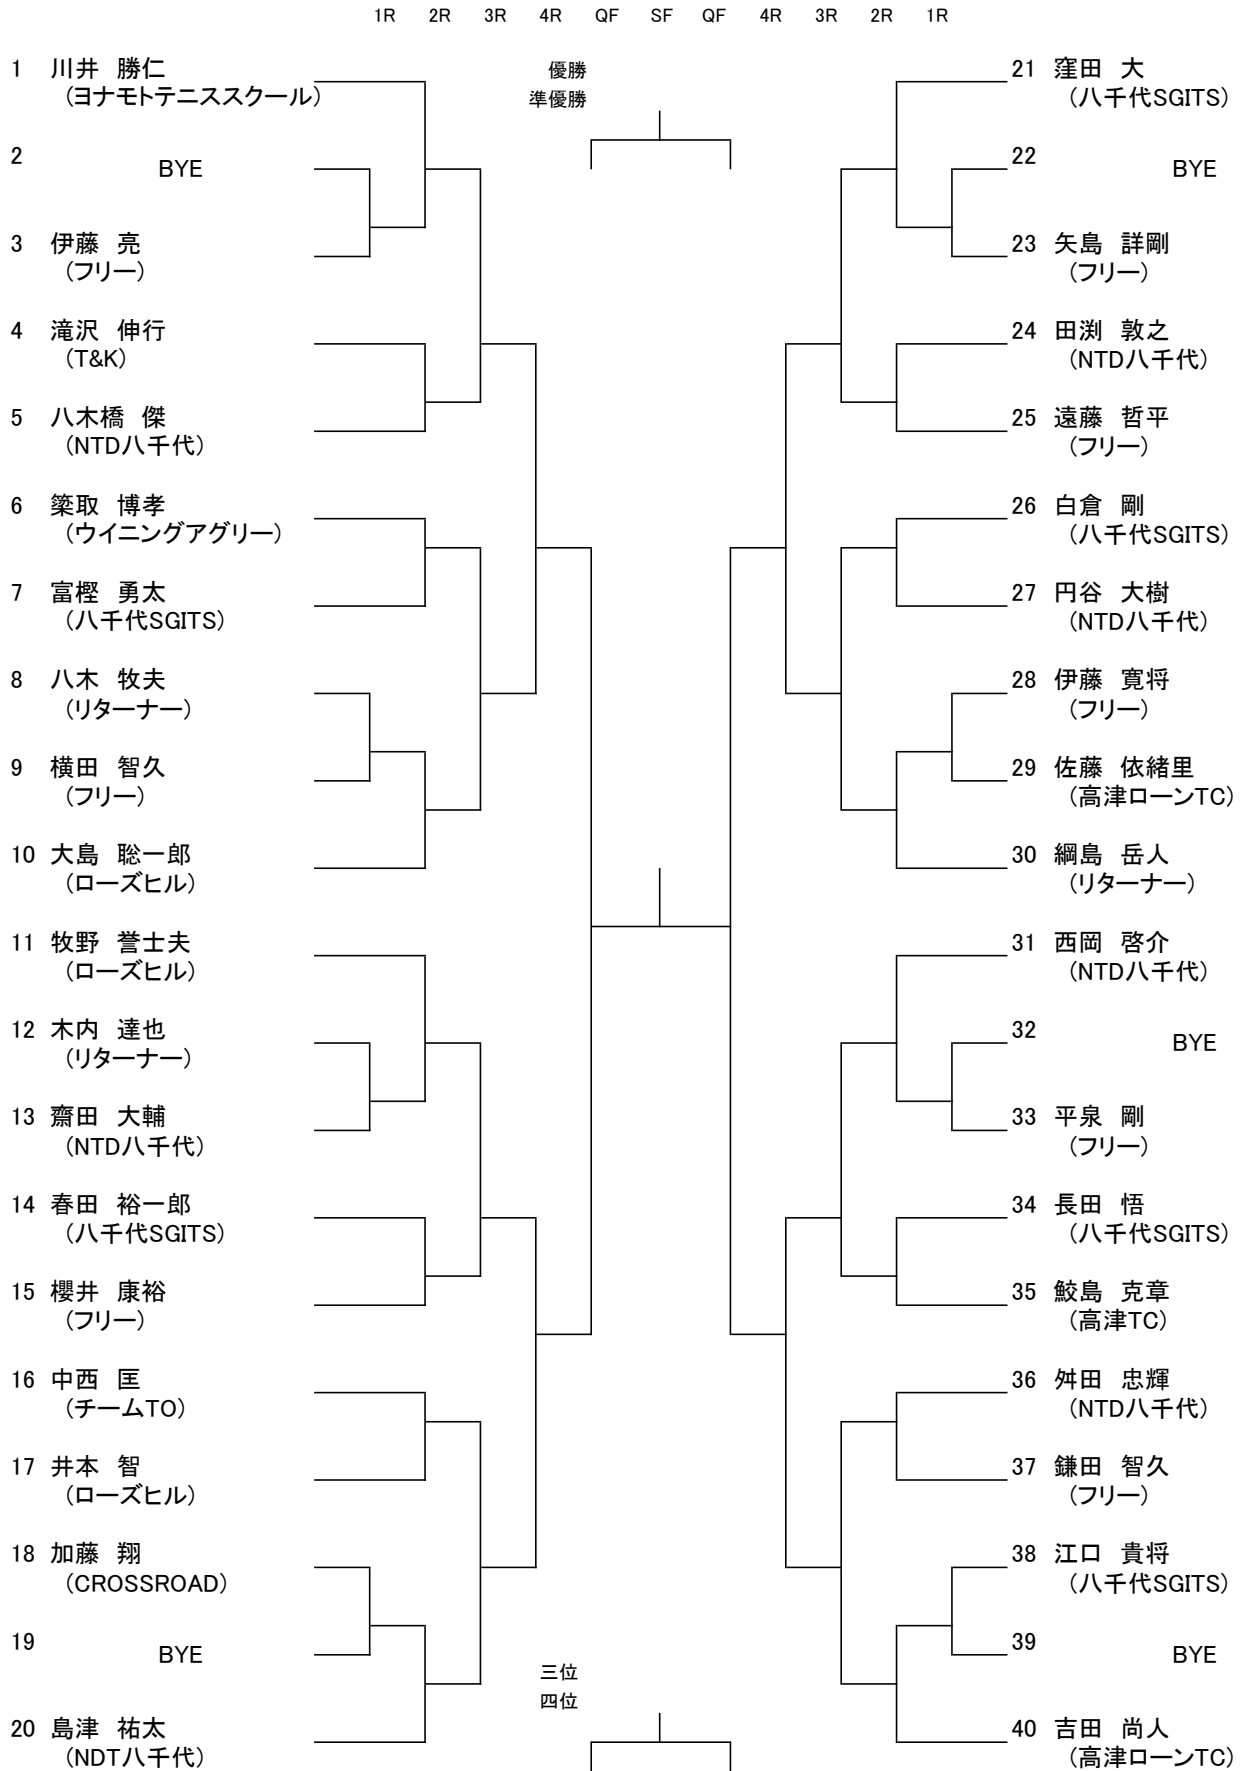 1R 2R 3R 4R QF SF QF 4R 3R 2R 1R
優勝
準優勝
1 川井 勝仁
(ヨナモトテニススクール)
2 BYE
3 伊藤 亮
(フリー)
4 滝沢 伸行
(T&K)
5 八木橋 傑
(NTD八千代)
6 簗取 博孝
(ウイニングアグリー)
7 富樫 勇太
(八千代SGITS)
8 八木 牧夫
(リターナー)
9 横田 智久
(フリー)
10 大島 聡一郎
(ローズヒル)
11 牧野 誉士夫
(ローズヒル)
12 木内 達也
(リターナー)
13 齋田 大輔
(NTD八千代)
14 春田 裕一郎
(八千代SGITS)
15 櫻井 康裕
(フリー)
16 中西 匡
(チームTO)
17 井本 智
(ローズヒル)
18 加藤 翔
(CROSSROAD)
19 BYE
20 島津 祐太
(NDT八千代)
三位
四位
21 窪田 大
(八千代SGITS)
22 BYE
23 矢島 詳剛
(フリー)
24 田渕 敦之
(NTD八千代)
25 遠藤 哲平
(フリー)
26 白倉 剛
(八千代SGITS)
27 円谷 大樹
(NTD八千代)
28 伊藤 寛将
(フリー)
29 佐藤 依緒里
(高津ローンTC)
30 綱島 岳人
(リターナー)
31 西岡 啓介
(NTD八千代)
32 BYE
33 平泉 剛
(フリー)
34 長田 悟
(八千代SGITS)
35 鮫島 克章
(高津TC)
36 舛田 忠輝
(NTD八千代)
37 鎌田 智久
(フリー)
38 江口 貴将
(八千代SGITS)
39 BYE
40 吉田 尚人
(高津ローンTC)